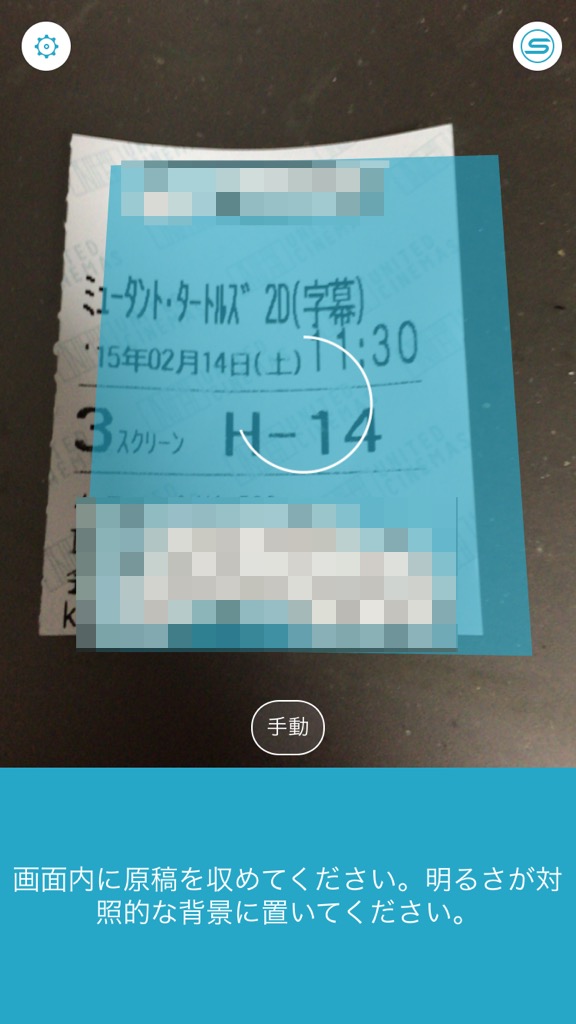 ミュータント・タートルズ 2D(字幕)
'15年02月14日(土) 11:30
3スクリーン H-14
手動
画面内に原稿を収めてください。明るさが対
照的な背景に置いてください。